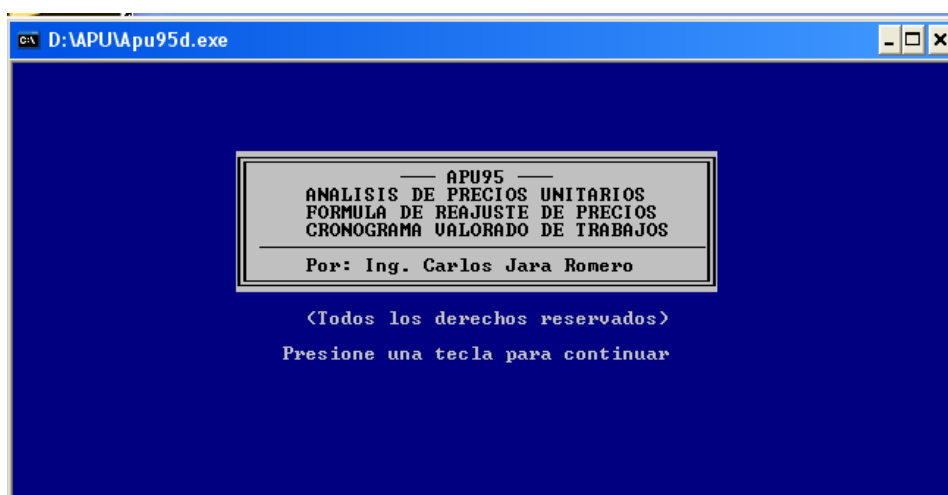 D:\APU\Apu95d.exe
APU95
ANALISIS DE PRECIOS UNITARIOS
FORMULA DE REAJUSTE DE PRECIOS
CRONOGRAMA VALORADO DE TRABAJOS
Por: Ing. Carlos Jara Romero
(Todos los derechos reservados)
Presione una tecla para continuar